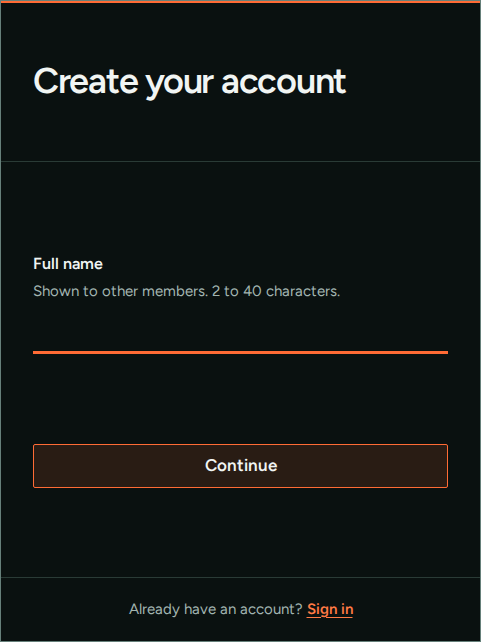 Create your account
Full name
Shown to other members. 2 to 40 characters.
Continue
Already have an account? Sign in